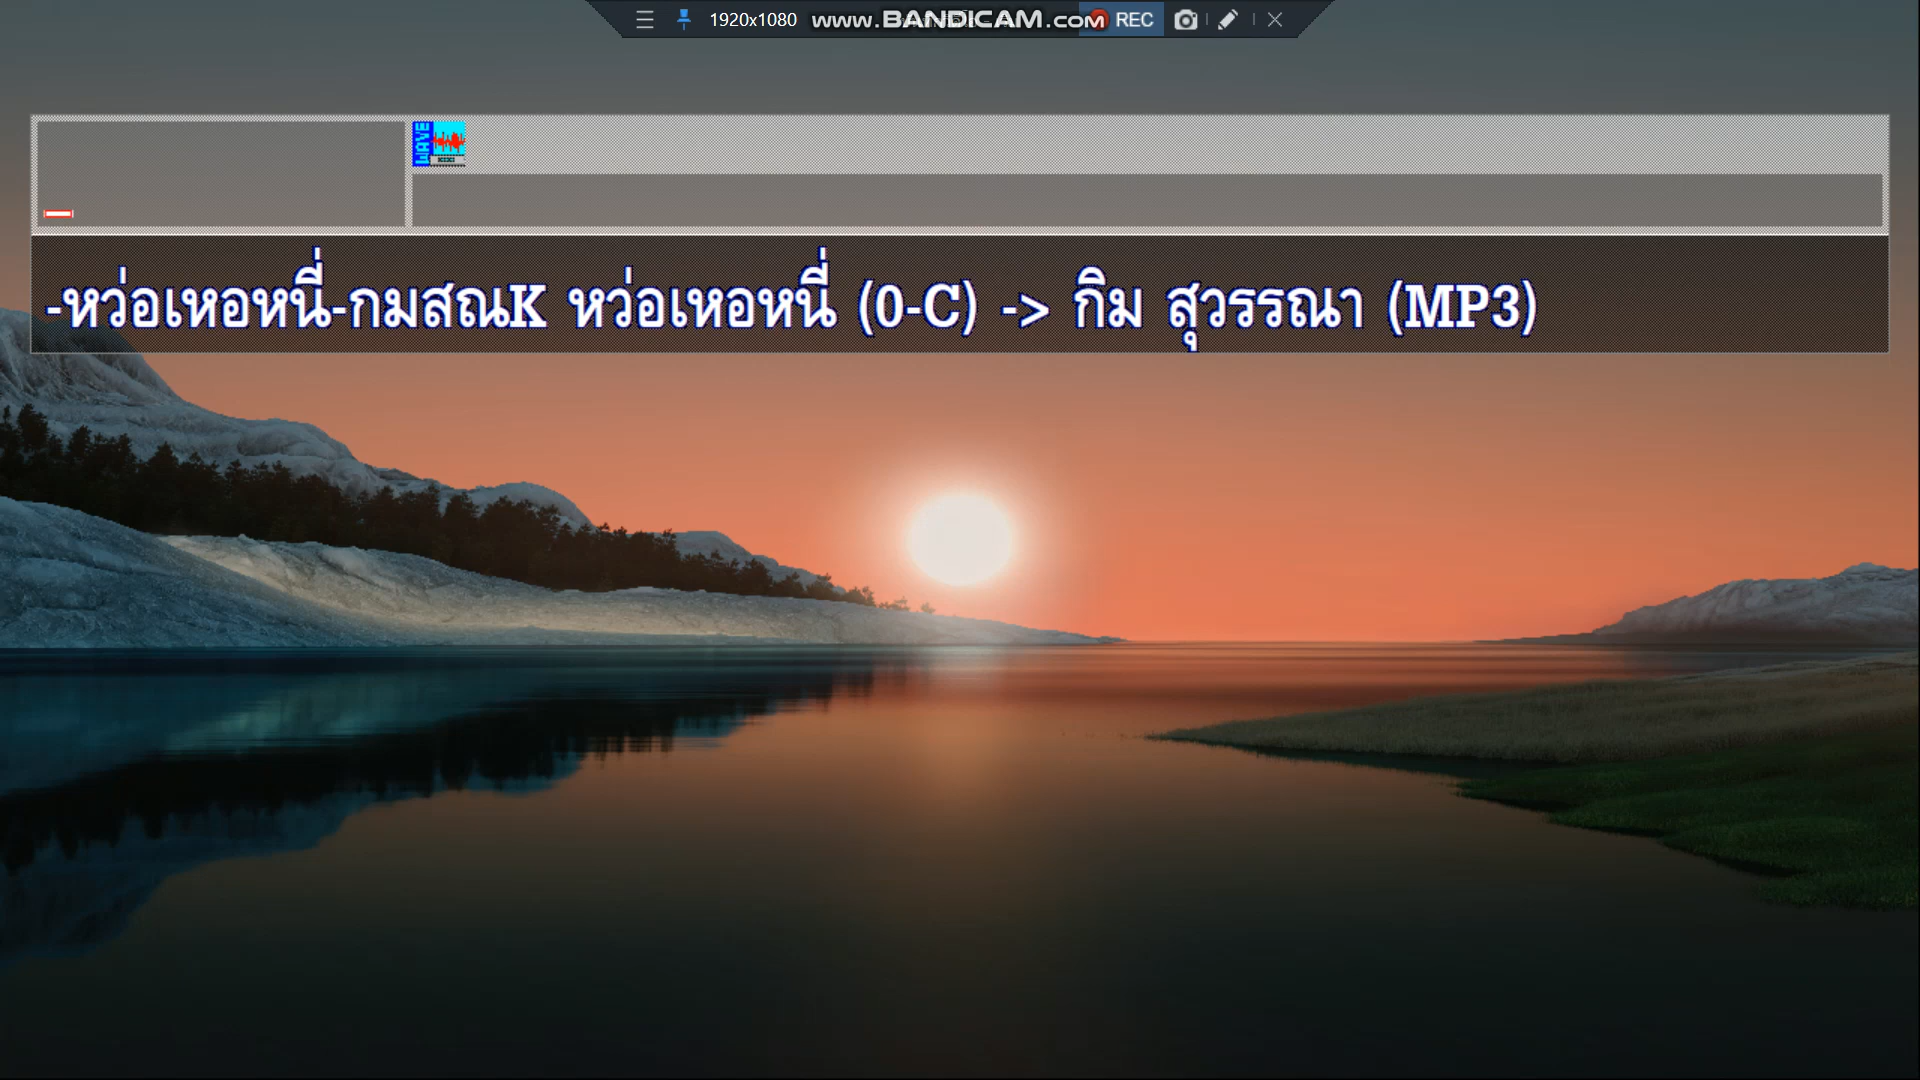 1920x1080 www.BANDICAM.com REC
WAVE
-หว่อเหอหนี่-กมสณK หว่อเหอหนี่ (0-C) -> กิม สุวรรณา (MP3)